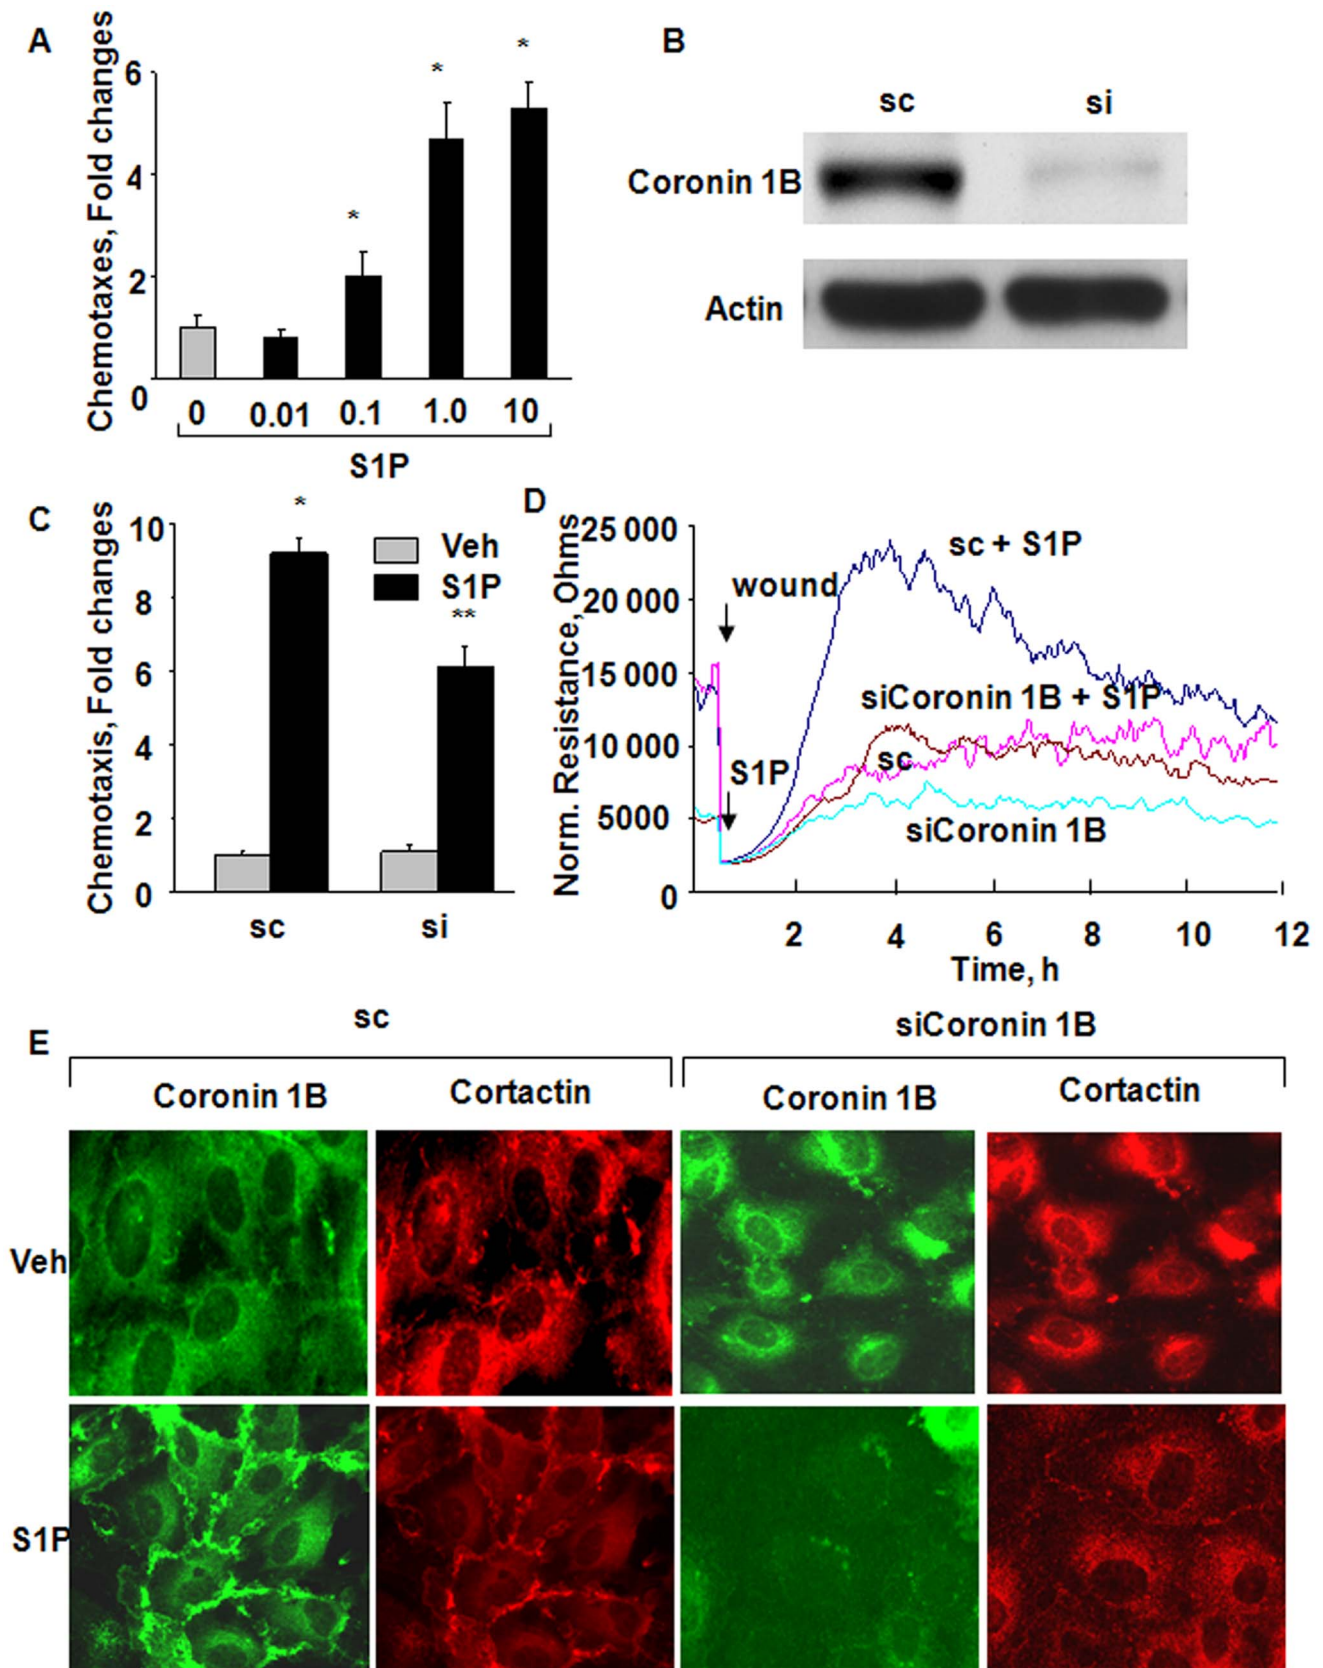 A
Chemotaxes, Fold changes
6
4
2
0
*
*
*
0 0.01 0.1 1.0 10
S1P
B
sc si
Coronin 1B
Actin
C
Chemotaxis, Fold changes
10
8
6
4
2
0
*
**
Veh
S1P
sc si
D
Norm. Resistance, Ohms
25 000
20 000
15 000
10 000
5000
0
wound
S1P
sc + S1P
siCoronin 1B + S1P
sc
siCoronin 1B
2 4 6 8 10 12
Time, h
E
sc
siCoronin 1B
Coronin 1B
Cortactin
Coronin 1B
Cortactin
Veh
S1P